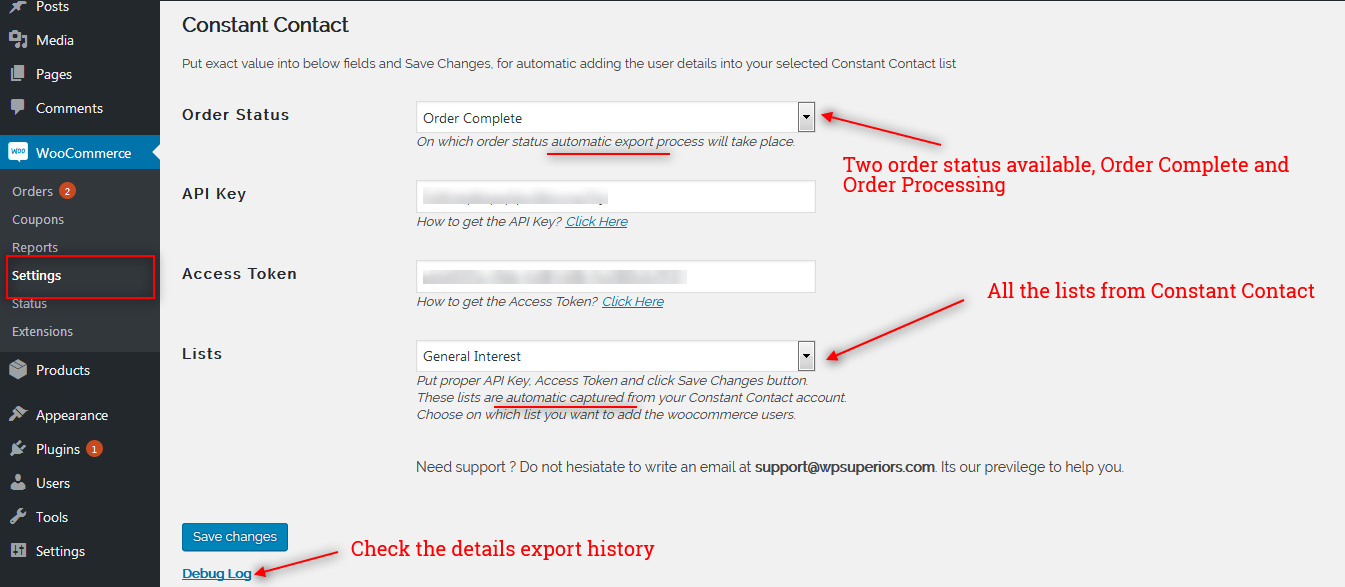 Posts
Media
Pages
Comments
WOO
WooCommerce
Orders 2
Coupons
Reports
Settings
Status
Extensions
Products
Appearance
Plugins 1
Users
Tools
Settings
Constant Contact
Put exact value into below fields and Save Changes, for automatic adding the user details into your selected Constant Contact list
Order Status
Order Complete
On which order status automatic export process will take place.
Two order status available, Order Complete and
Order Processing
API Key
How to get the API Key? Click Here
Access Token
How to get the Access Token? Click Here
All the lists from Constant Contact
Lists
General Interest
Put proper API Key, Access Token and click Save Changes button.
These lists are automatic captured from your Constant Contact account.
Choose on which list you want to add the woocommerce users.
Need support ? Do not hesiatate to write an email at support@wpsuperiors.com. Its our previlege to help you.
Save changes
Check the details export history
Debug Log